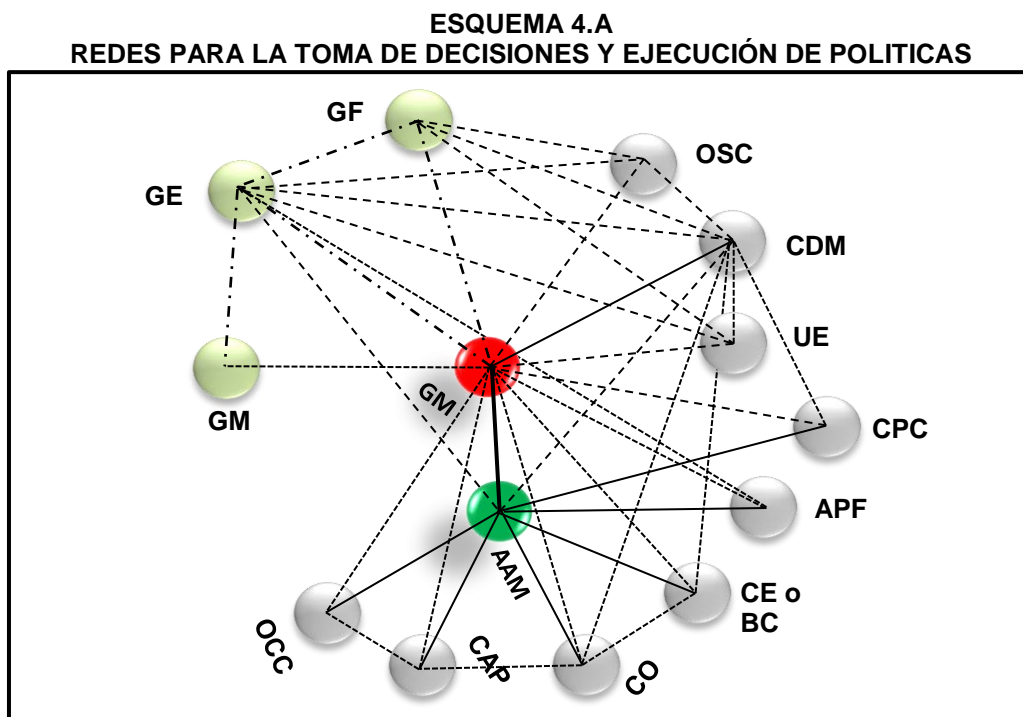 ESQUEMA 4.A
REDES PARA LA TOMA DE DECISIONES Y EJECUCIÓN DE POLITICAS
GF
OSC
GE
CDM
UE
GM
GM
CPC
APF
AAM
CE o
BC
OCC
CAP
CO